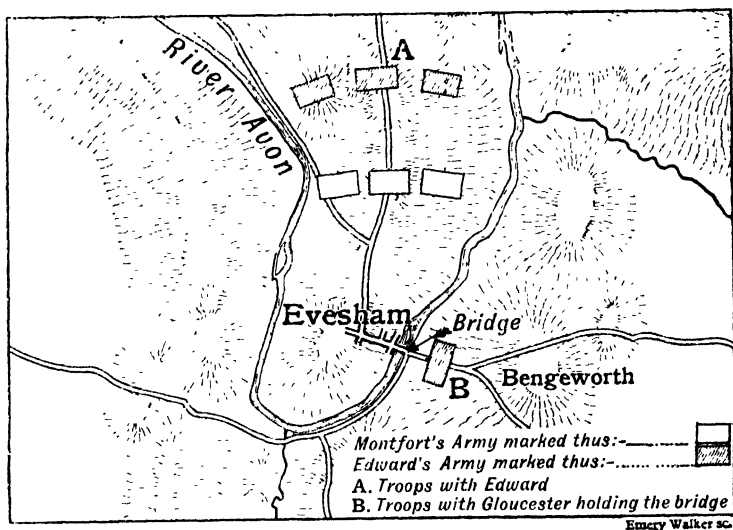 A
River Avon
Evesham
Bridge
B
Bengeworth
Montfort's Army marked thus:-
Edward's Army marked thus:-
A. Troops with Edward
B. Troops with Gloucester holding the bridge
Emery Walker sc.